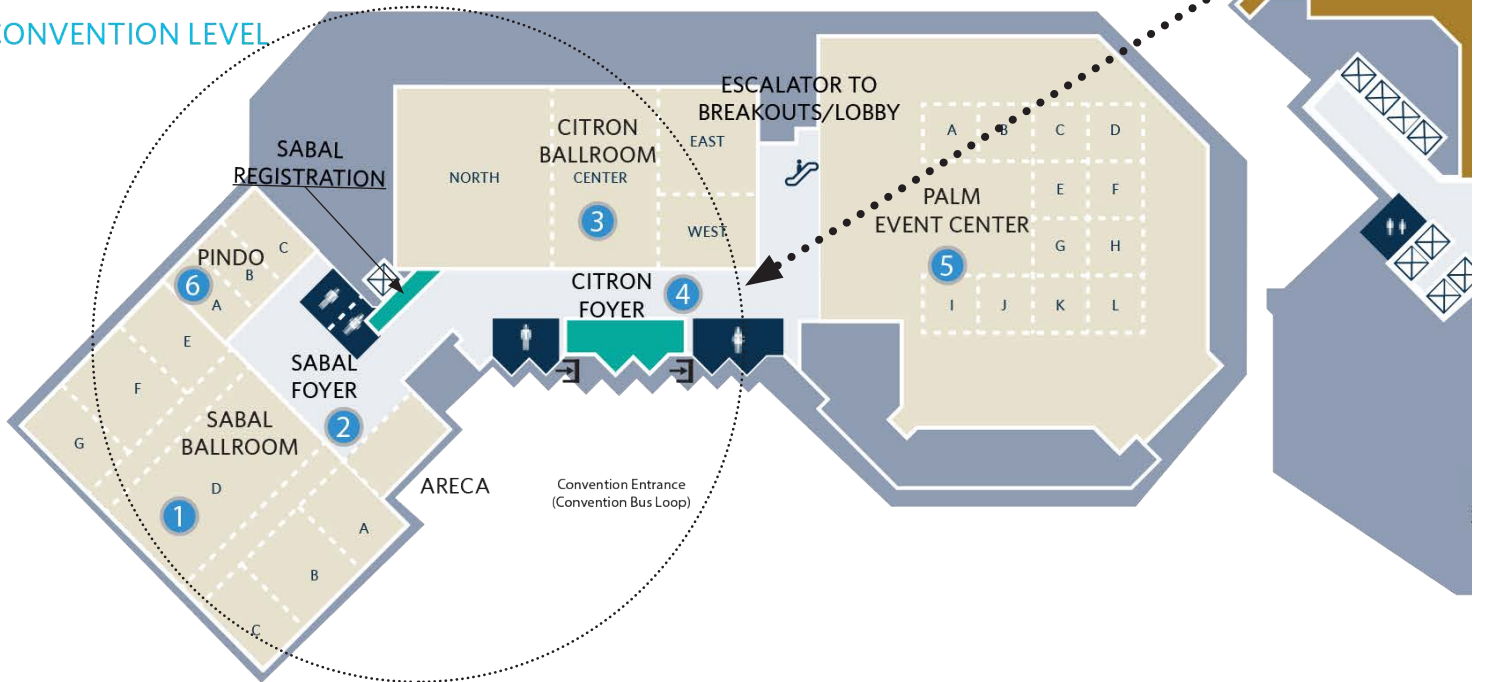 CONVENTION LEVEL
ESCALATOR TO
BREAKOUTS/LOBBY
SABAL
REGISTRATION
CITRON
BALLROOM
NORTH
CENTER
EAST
WEST
3
PALM
EVENT CENTER
5
A
B
C
D
E
F
G
H
I
J
K
L
PINDO
6
C
B
A
CITRON
FOYER
4
SABAL
FOYER
2
SABAL
BALLROOM
1
E
F
G
D
A
B
C
ARECA
Convention Entrance
(Convention Bus Loop)